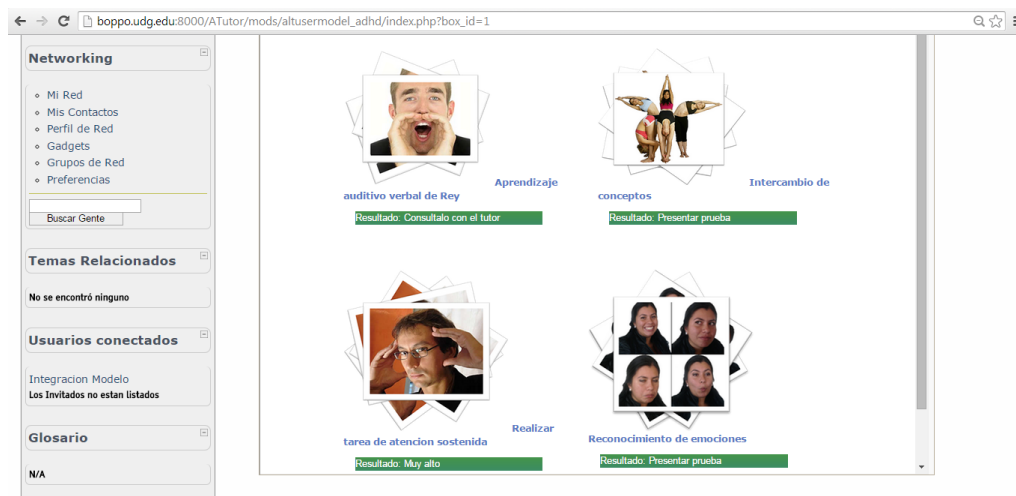 boppo.udg.edu:8000/ATutor/mods/altusermodel_adhd/index.php?box_id=1
Networking
Mi Red
Mis Contactos
Perfil de Red
Gadgets
Grupos de Red
Preferencias
Buscar Gente
Temas Relacionados
No se encontró ninguno
Usuarios conectados
Integracion Modelo
Los Invitados no estan listados
Glosario
N/A
Aprendizaje
auditivo verbal de Rey
Resultado: Consultalo con el tutor
Intercambio de
conceptos
Resultado: Presentar prueba
Realizar
tarea de atencion sostenida
Resultado: Muy alto
Reconocimiento de emociones
Resultado: Presentar prueba